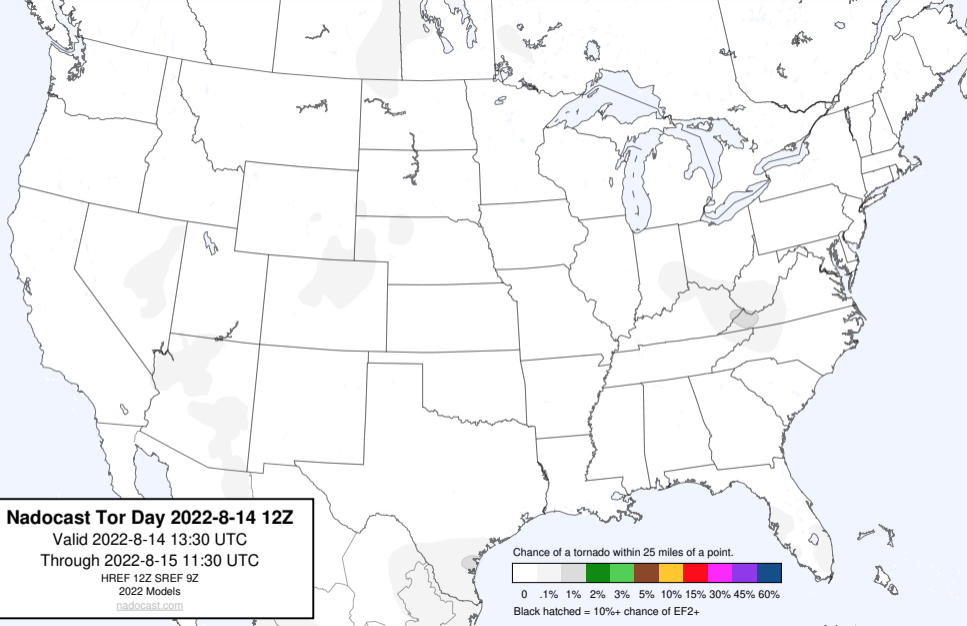 Nadocast Tor Day 2022-8-14 12Z
Valid 2022-8-14 13:30 UTC
Through 2022-8-15 11:30 UTC
HREF 12Z SREF 9Z
2022 Models
nadocast.com
Chance of a tornado within 25 miles of a point.
0 .1% 1% 2% 3% 5% 10% 15% 30% 45% 60%
Black hatched = 10%+ chance of EF2+